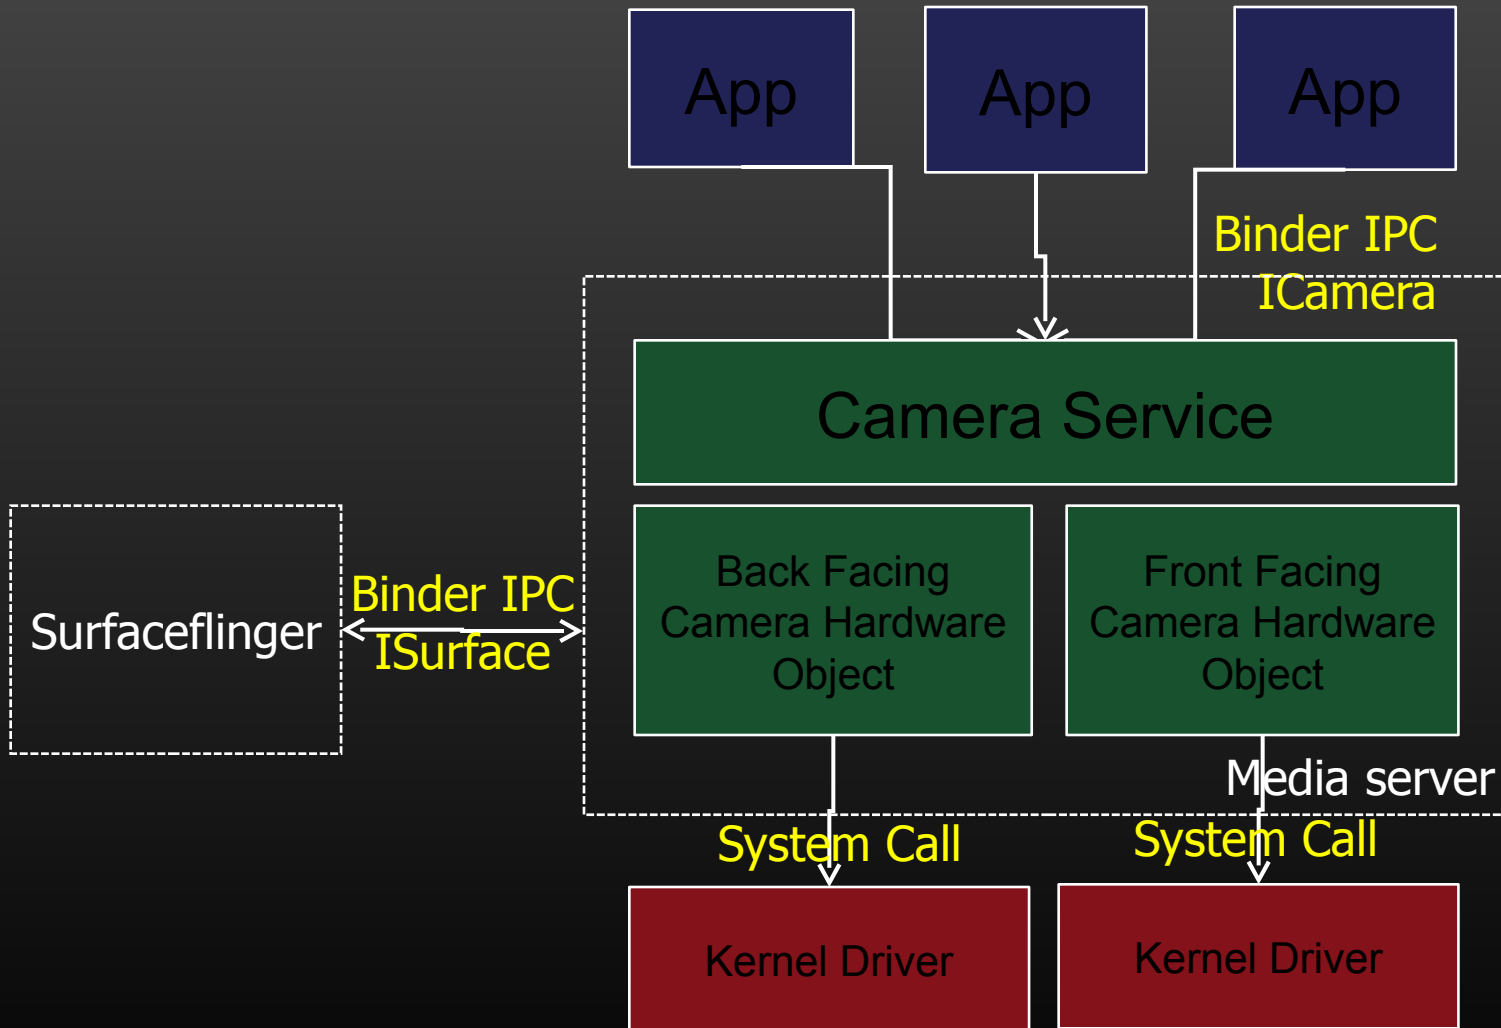 App
App
App
Binder IPC
ICamera
Camera Service
Surfaceflinger
Binder IPC
ISurface
Back Facing
Camera Hardware
Object
Front Facing
Camera Hardware
Object
Media server
System Call
System Call
Kernel Driver
Kernel Driver